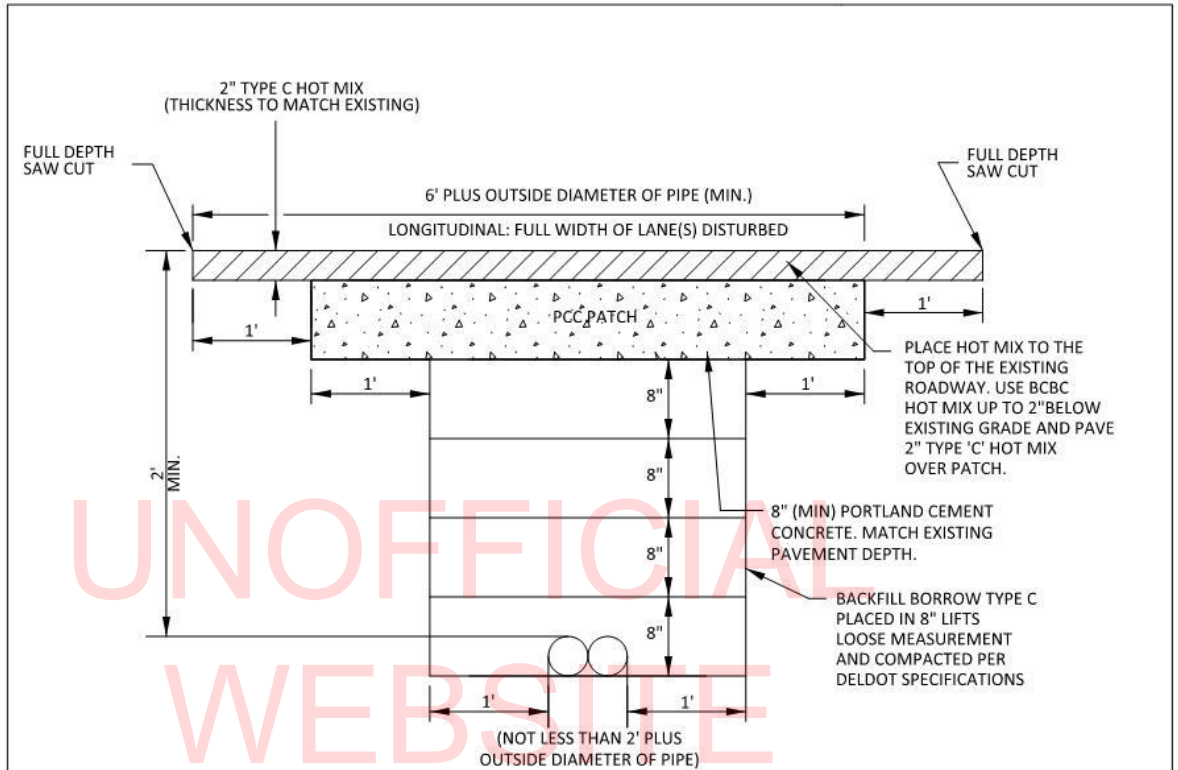 2" TYPE C HOT MIX
(THICKNESS TO MATCH EXISTING)
FULL DEPTH
SAW CUT
FULL DEPTH
SAW CUT
6' PLUS OUTSIDE DIAMETER OF PIPE (MIN.)
LONGITUDINAL: FULL WIDTH OF LANE(S) DISTURBED
PCC PATCH
1'
1'
1'
1'
PLACE HOT MIX TO THE
TOP OF THE EXISTING
ROADWAY. USE BCBC
HOT MIX UP TO 2"BELOW
EXISTING GRADE AND PAVE
2" TYPE 'C' HOT MIX
OVER PATCH.
8"
8"
8"
8"
2'
MIN.
8" (MIN) PORTLAND CEMENT
CONCRETE. MATCH EXISTING
PAVEMENT DEPTH.
BACKFILL BORROW TYPE C
PLACED IN 8" LIFTS
LOOSE MEASUREMENT
AND COMPACTED PER
DELDOT SPECIFICATIONS
1'
1'
(NOT LESS THAN 2' PLUS
OUTSIDE DIAMETER OF PIPE)
UNOFFICIAL
WEBSITE